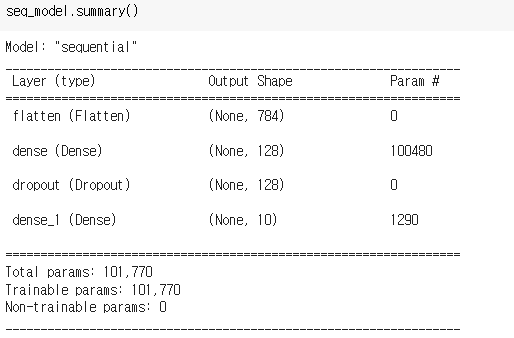 seq_model.summary()
Model: "sequential"
_________________________________________________________________
Layer (type) Output Shape Param #
=================================================================
flatten (Flatten) (None, 784) 0
dense (Dense) (None, 128) 100480
dropout (Dropout) (None, 128) 0
dense_1 (Dense) (None, 10) 1290
=================================================================
Total params: 101,770
Trainable params: 101,770
Non-trainable params: 0
_________________________________________________________________